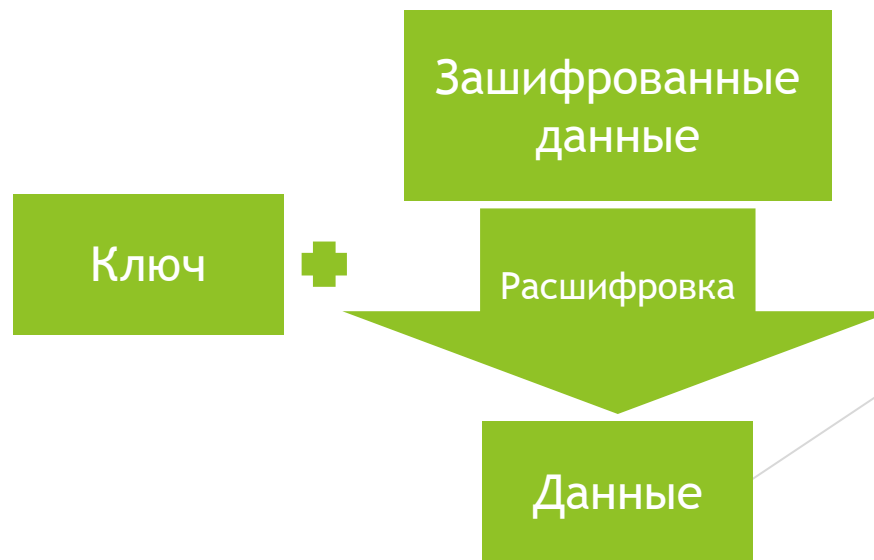 Зашифрованные
данные
Ключ
Расшифровка
Данные